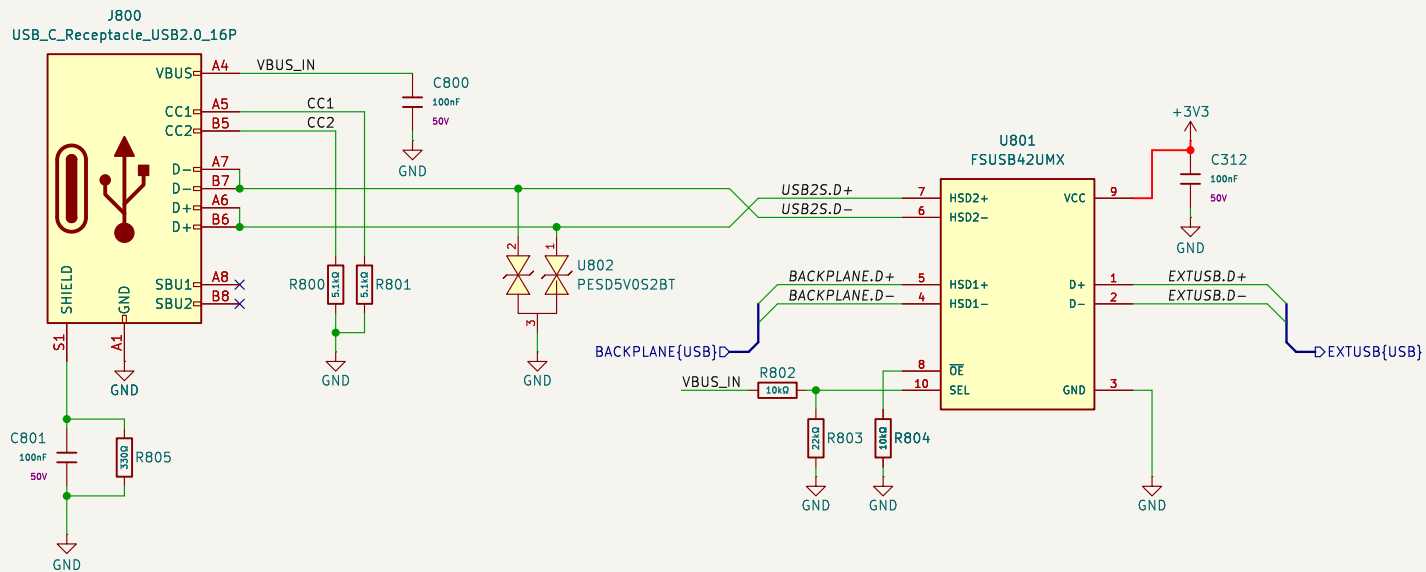 J800
USB_C_Receptacle_USB2.0_16P
VBUS
A4
VBUS_IN
C800
100nF
50V
GND
CC1
A5
CC1
CC2
B5
CC2
D-
A7
D-
B7
D+
A6
D+
B6
SBU1
A8
SBU2
B8
SHIELD
GND
S1
A1
GND
R800
5.1kΩ
5.1kΩ
R801
GND
2
1
U802
PESD5V0S2BT
3
GND
C801
100nF
50V
330Ω
R805
GND
U801
FSUSB42UMX
USB2S.D+
7
HSD2+
USB2S.D-
6
HSD2-
BACKPLANE.D+
5
HSD1+
BACKPLANE.D-
4
HSD1-
BACKPLANE{USB}
8
OE
VBUS_IN
R802
10kΩ
10
SEL
22kΩ
R803
10kΩ
R804
GND
GND
+3V3
VCC
9
C312
100nF
50V
GND
D+
1
EXTUSB.D+
D-
2
EXTUSB.D-
EXTUSB{USB}
GND
3
GND